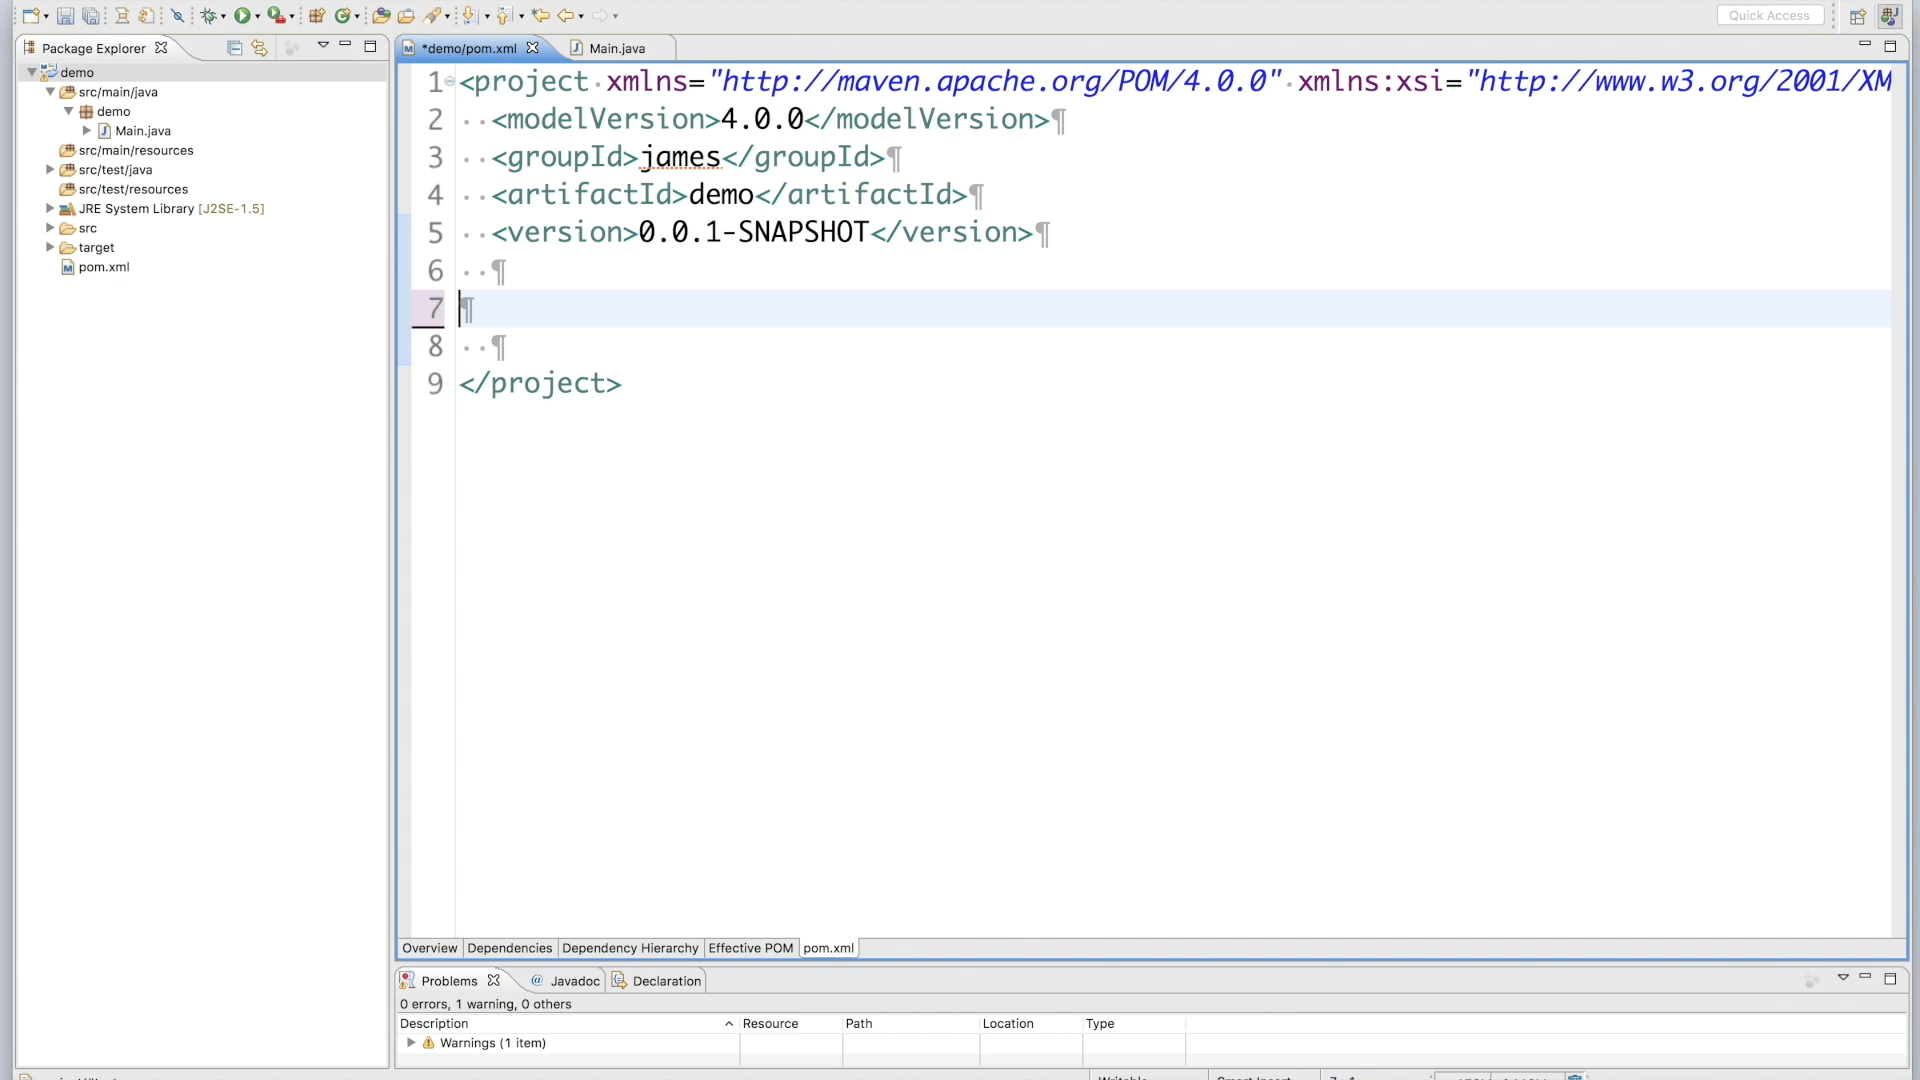 Quick Access
Package Explorer
demo
src/main/java
demo
Main.java
src/main/resources
src/test/java
src/test/resources
JRE System Library [J2SE-1.5]
src
target
pom.xml
*demo/pom.xml
Main.java
1 <project xmlns="http://maven.apache.org/POM/4.0.0" xmlns:xsi="http://www.w3.org/2001/XM
2 <modelVersion>4.0.0</modelVersion>¶
3 <groupId>james</groupId>¶
4 <artifactId>demo</artifactId>¶
5 <version>0.0.1-SNAPSHOT</version>¶
6 ¶
7 ¶
8 ¶
9 </project>
Overview Dependencies Dependency Hierarchy Effective POM pom.xml
Problems Javadoc Declaration
0 errors, 1 warning, 0 others
Description Resource Path Location Type
Warnings (1 item)